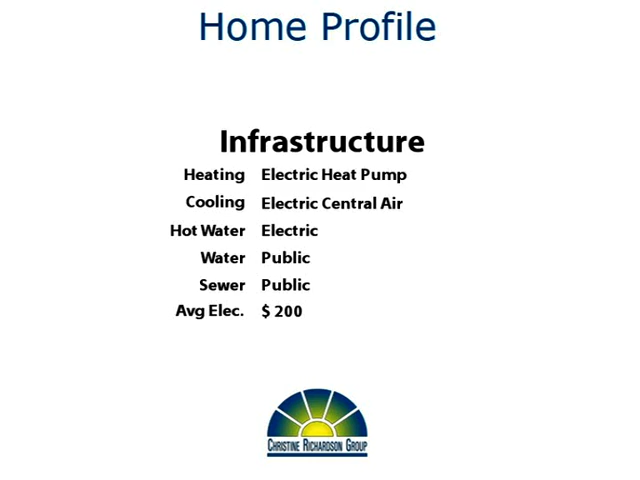 Home Profile
Infrastructure
Heating Electric Heat Pump
Cooling Electric Central Air
Hot Water Electric
Water Public
Sewer Public
Avg Elec. $ 200
CHRISTINE RICHARDSON GROUP